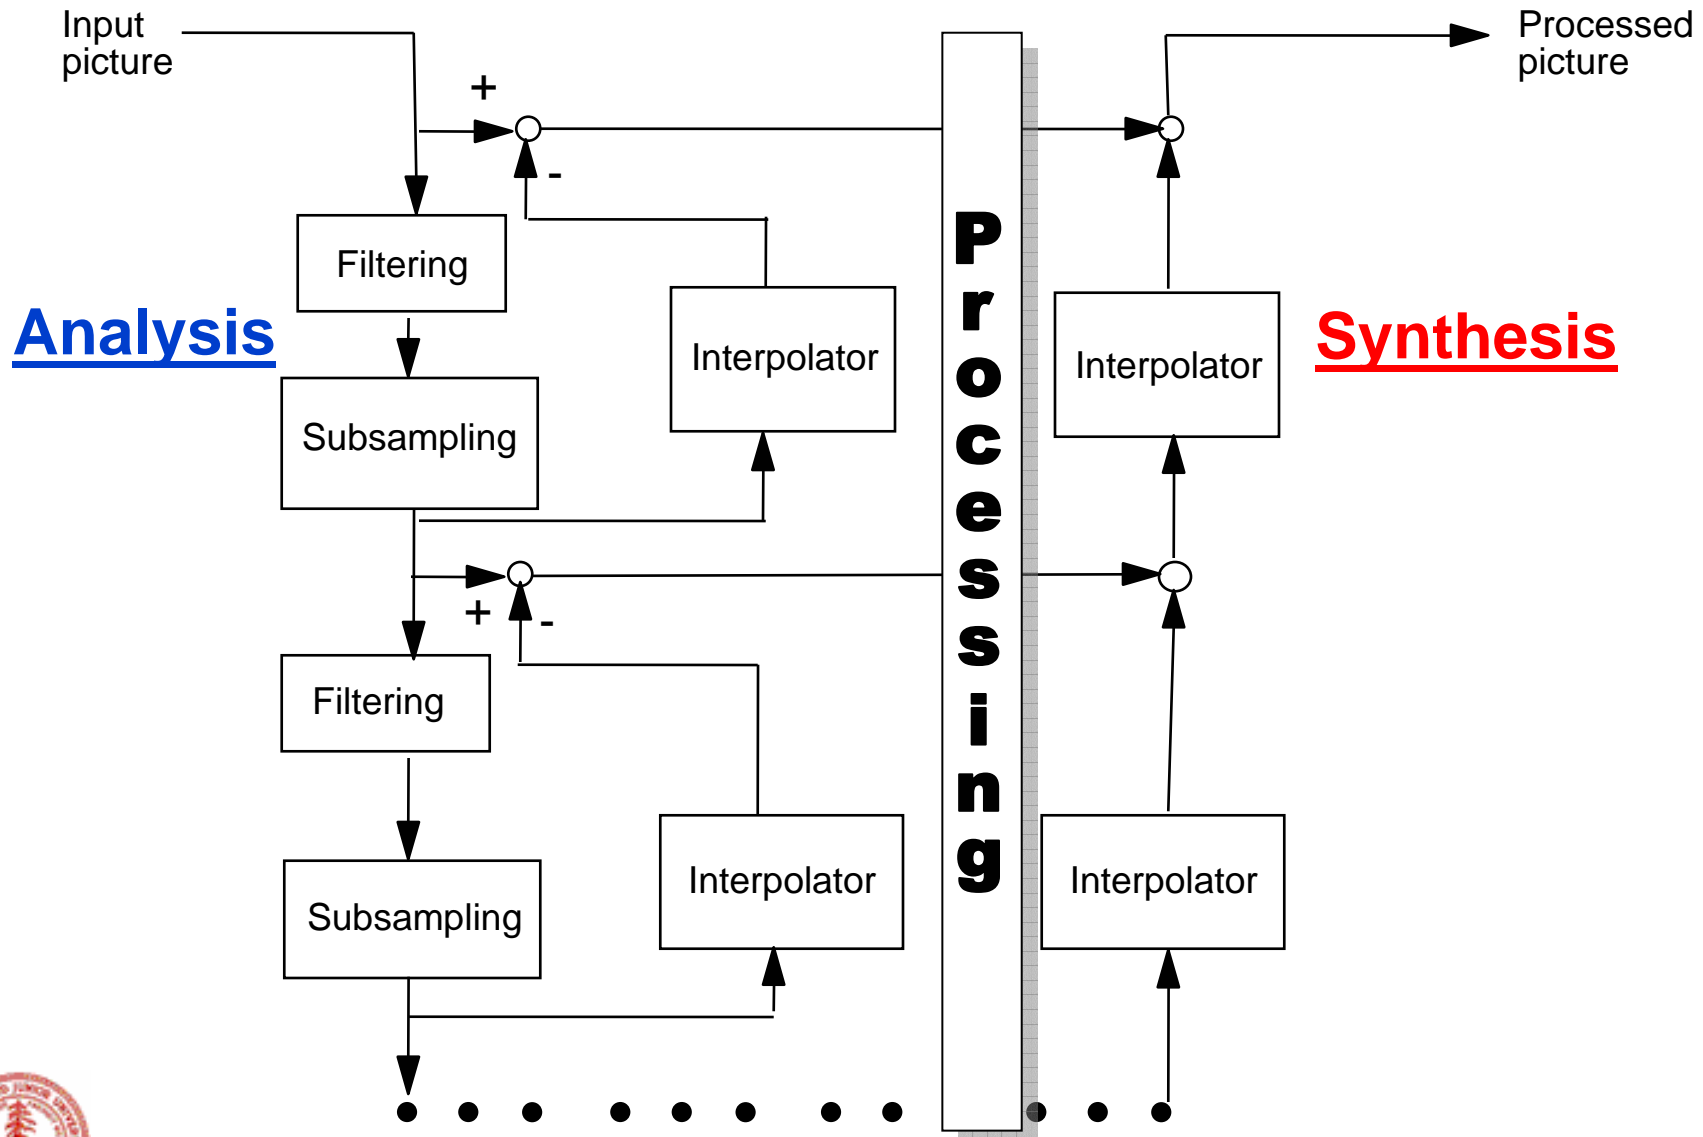 Input
picture
Processed
picture
+
-
Filtering
Interpolator
Analysis
Subsampling
Processing
Interpolator
Synthesis
+
-
Filtering
Interpolator
Subsampling
Interpolator